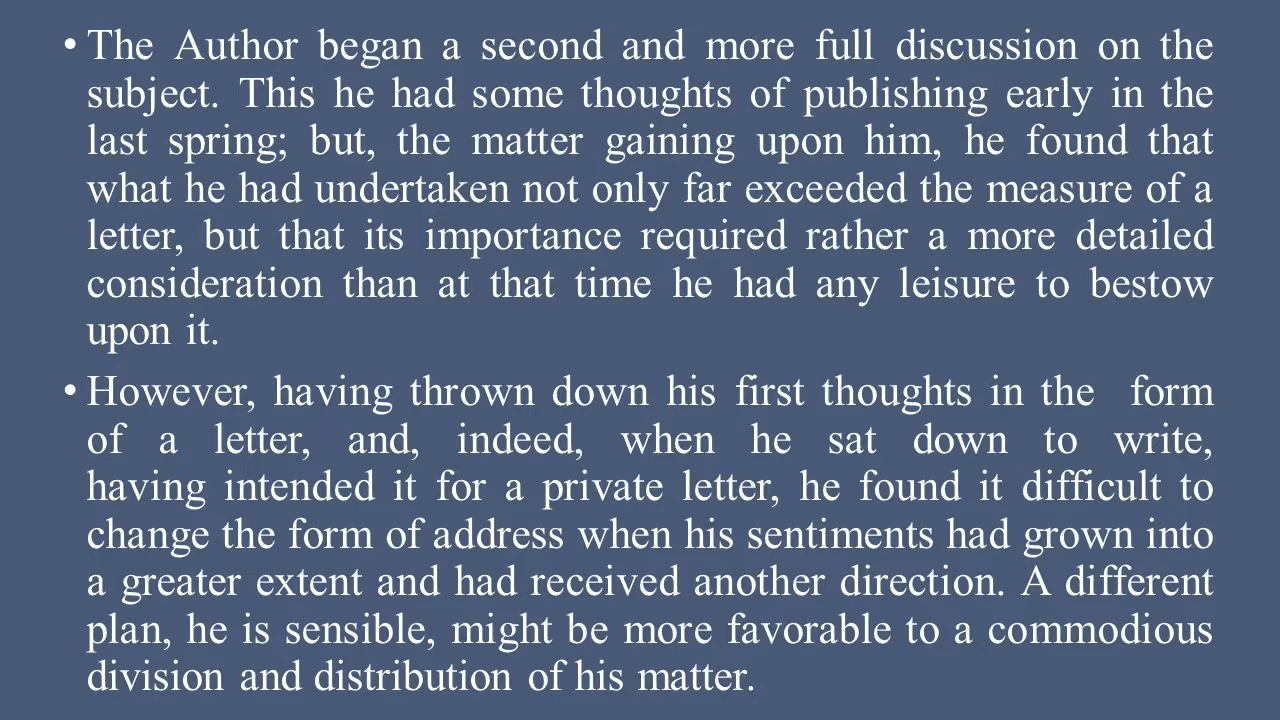 • The Author began a second and more full discussion on the
subject. This he had some thoughts of publishing early in the
last spring; but, the matter gaining upon him, he found that
what he had undertaken not only far exceeded the measure of a
letter, but that its importance required rather a more detailed
consideration than at that time he had any leisure to bestow
upon it.
• However, having thrown down his first thoughts in the form
of a letter, and, indeed, when he sat down to write,
having intended it for a private letter, he found it difficult to
change the form of address when his sentiments had grown into
a greater extent and had received another direction. A different
plan, he is sensible, might be more favorable to a commodious
division and distribution of his matter.